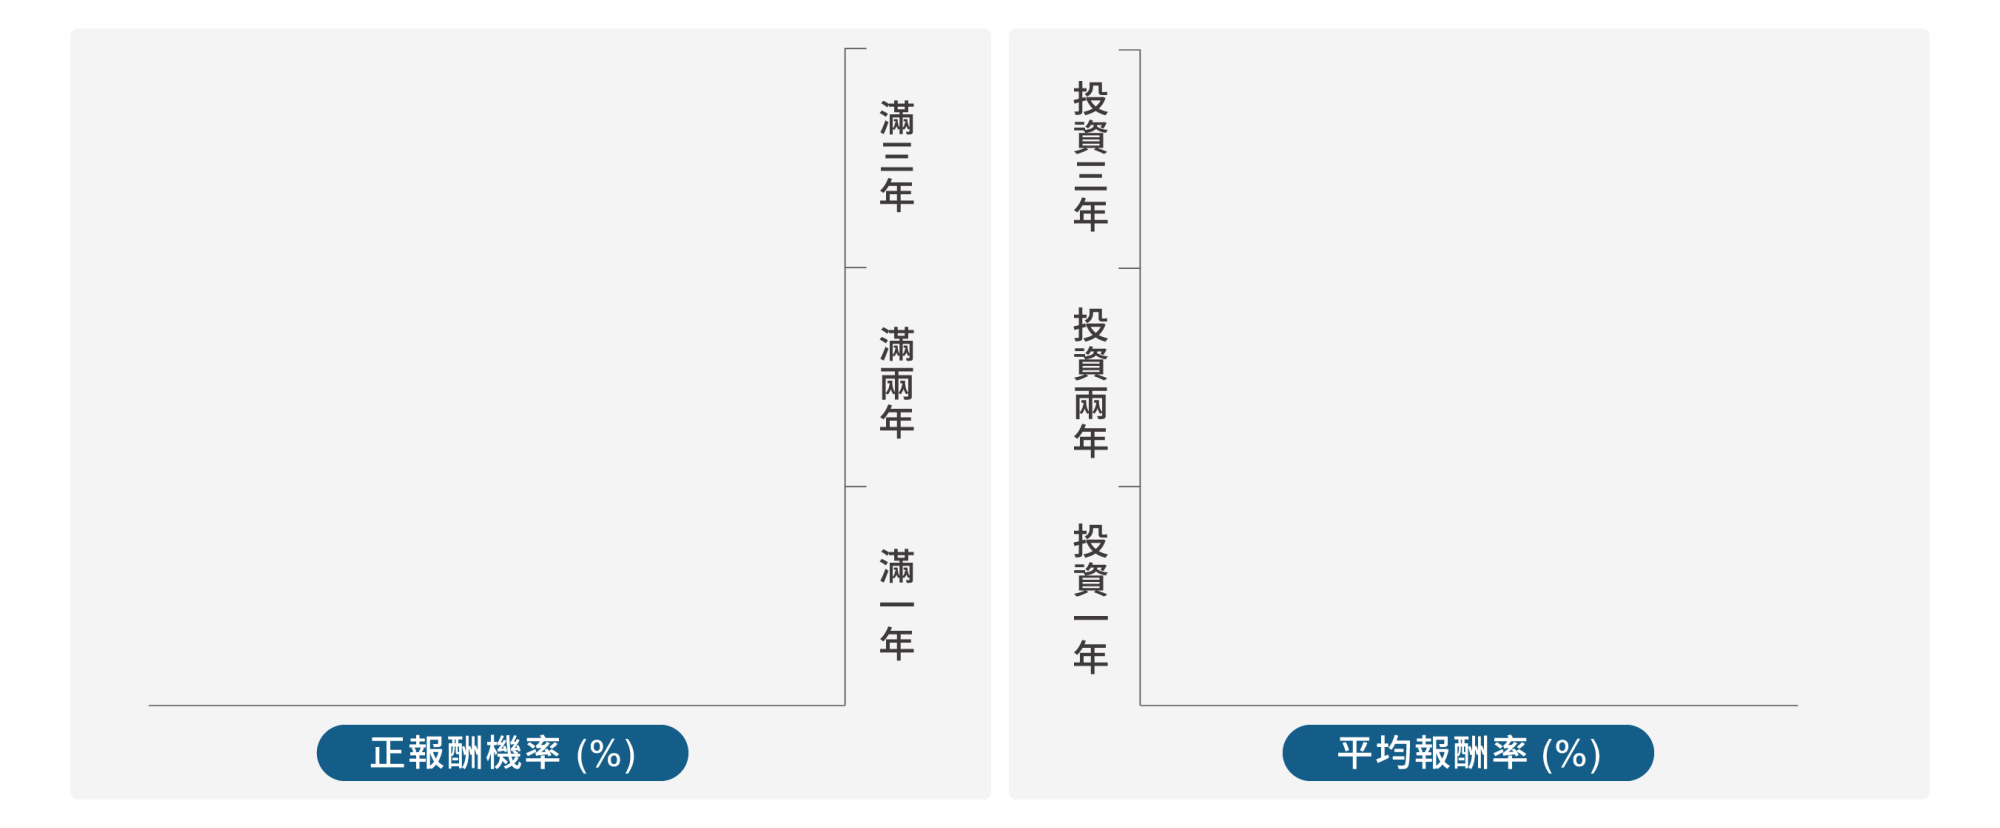 滿三年
滿兩年
滿一年
正報酬機率 (%)
投資三年
投資兩年
投資一年
平均報酬率 (%)